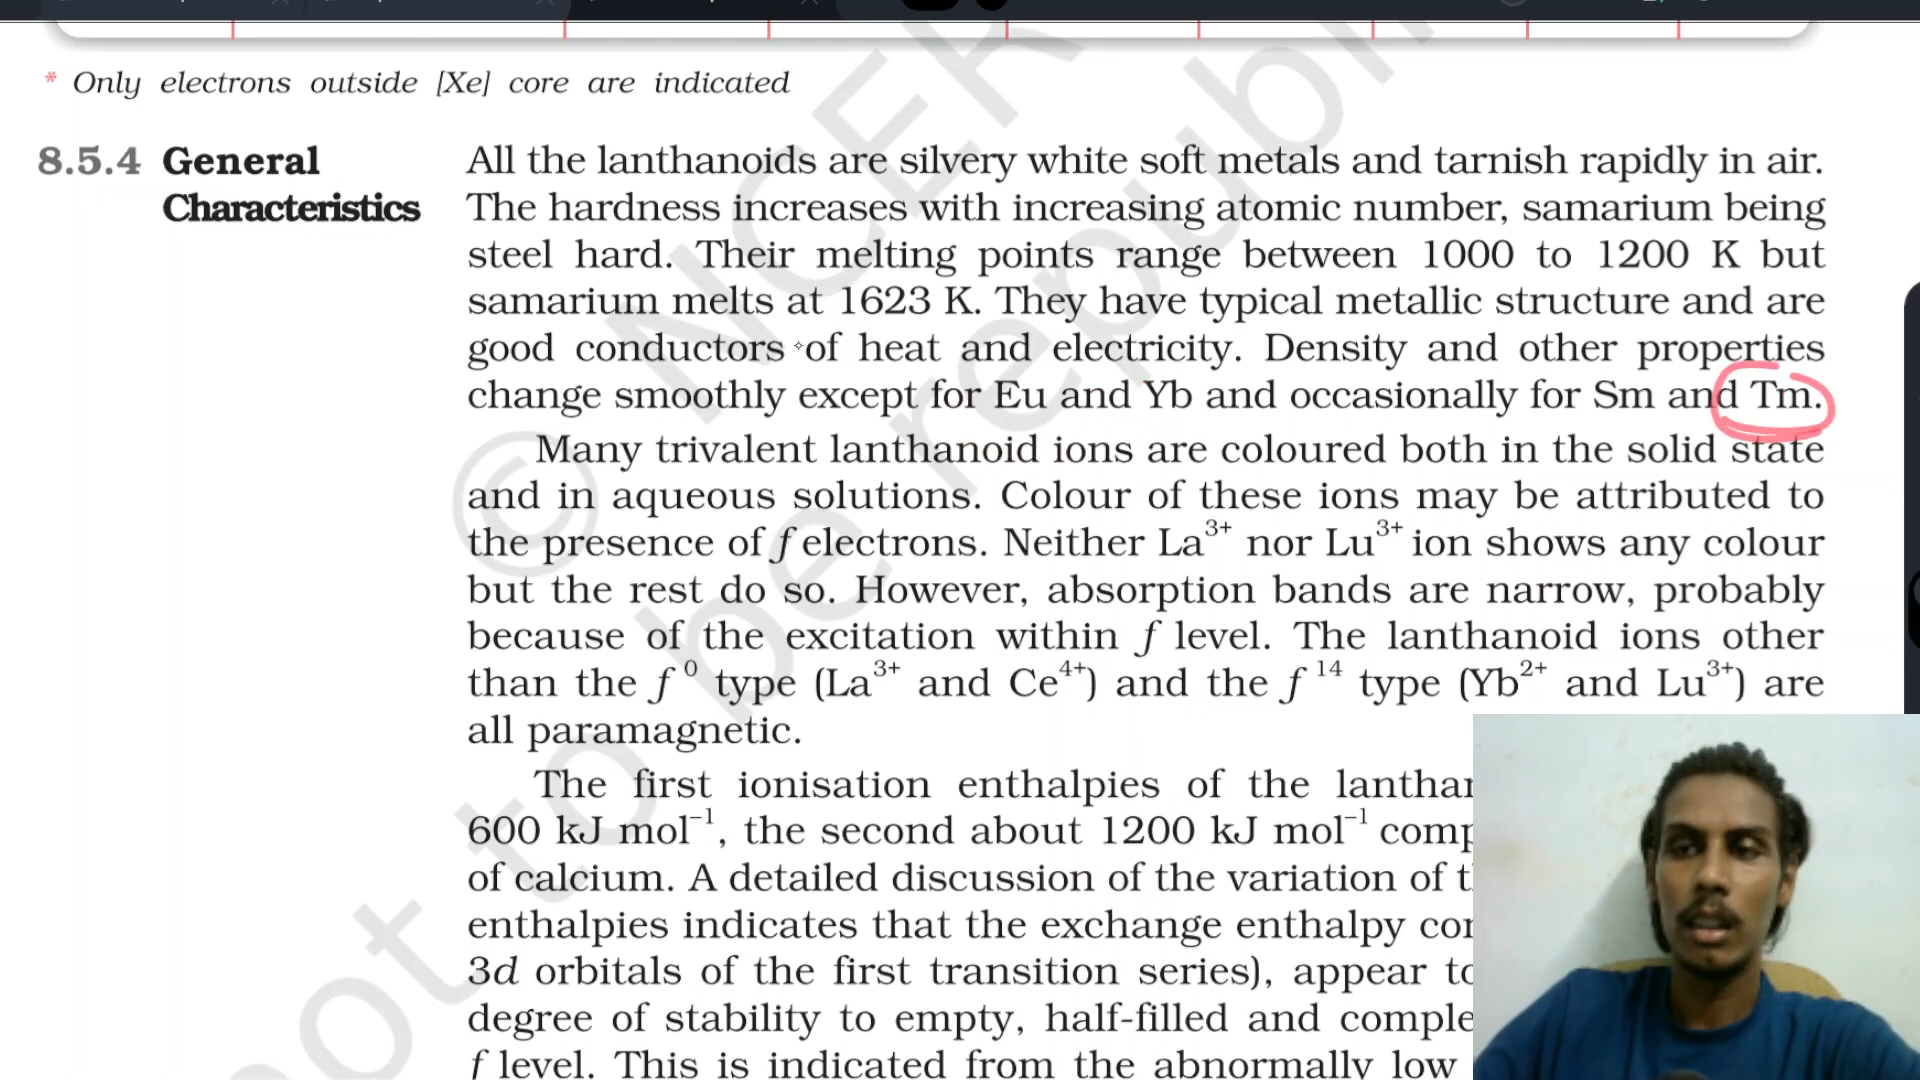 * Only electrons outside [Xe] core are indicated
8.5.4 General Characteristics
All the lanthanoids are silvery white soft metals and tarnish rapidly in air.
The hardness increases with increasing atomic number, samarium being
steel hard. Their melting points range between 1000 to 1200 K but
samarium melts at 1623 K. They have typical metallic structure and are
good conductors of heat and electricity. Density and other properties
change smoothly except for Eu and Yb and occasionally for Sm and Tm.
Many trivalent lanthanoid ions are coloured both in the solid state
and in aqueous solutions. Colour of these ions may be attributed to
the presence of f electrons. Neither La³⁺ nor Lu³⁺ ion shows any colour
but the rest do so. However, absorption bands are narrow, probably
because of the excitation within f level. The lanthanoid ions other
than the f⁰ type (La³⁺ and Ce⁴⁺) and the f¹⁴ type (Yb²⁺ and Lu³⁺) are
all paramagnetic.
The first ionisation enthalpies of the
600 kJ mol⁻¹, the second about 1200 kJ mol⁻¹
of calcium. A detailed discussion of the variation of
enthalpies indicates that the exchange enthalpy
3d orbitals of the first transition series), appear
degree of stability to empty, half-filled and
f level. This is indicated from the abnormally low
© NCER
not to be republi